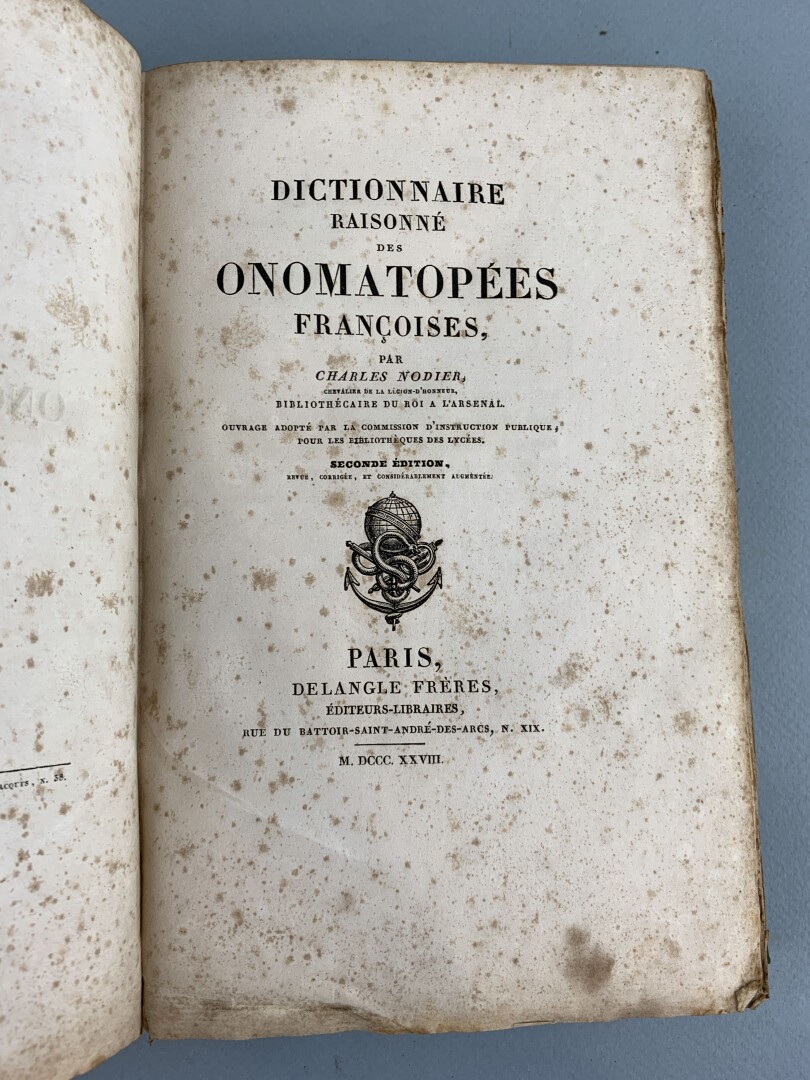 DICTIONNAIRE
RAISONNÉ
DES
ONOMATOPÉES
FRANÇOISES,
PAR
CHARLES NODIER,
CHEVALIER DE LA LÉGION-D'HONNEUR,
BIBLIOTHÉCAIRE DU ROI A L'ARSENAL.
OUVRAGE ADOPTÉ PAR LA COMMISSION D'INSTRUCTION PUBLIQUE,
POUR LES BIBLIOTHÈQUES DES LYCÉES.
SECONDE ÉDITION,
REVUE, CORRIGÉE, ET CONSIDÉRABLEMENT AUGMENTÉE.
PARIS,
DELANGLE FRÈRES,
ÉDITEURS-LIBRAIRES,
RUE DU BATTOIR-SAINT-ANDRÉ-DES-ARCS, N. XIX.
M. DCCC. XXVIII.